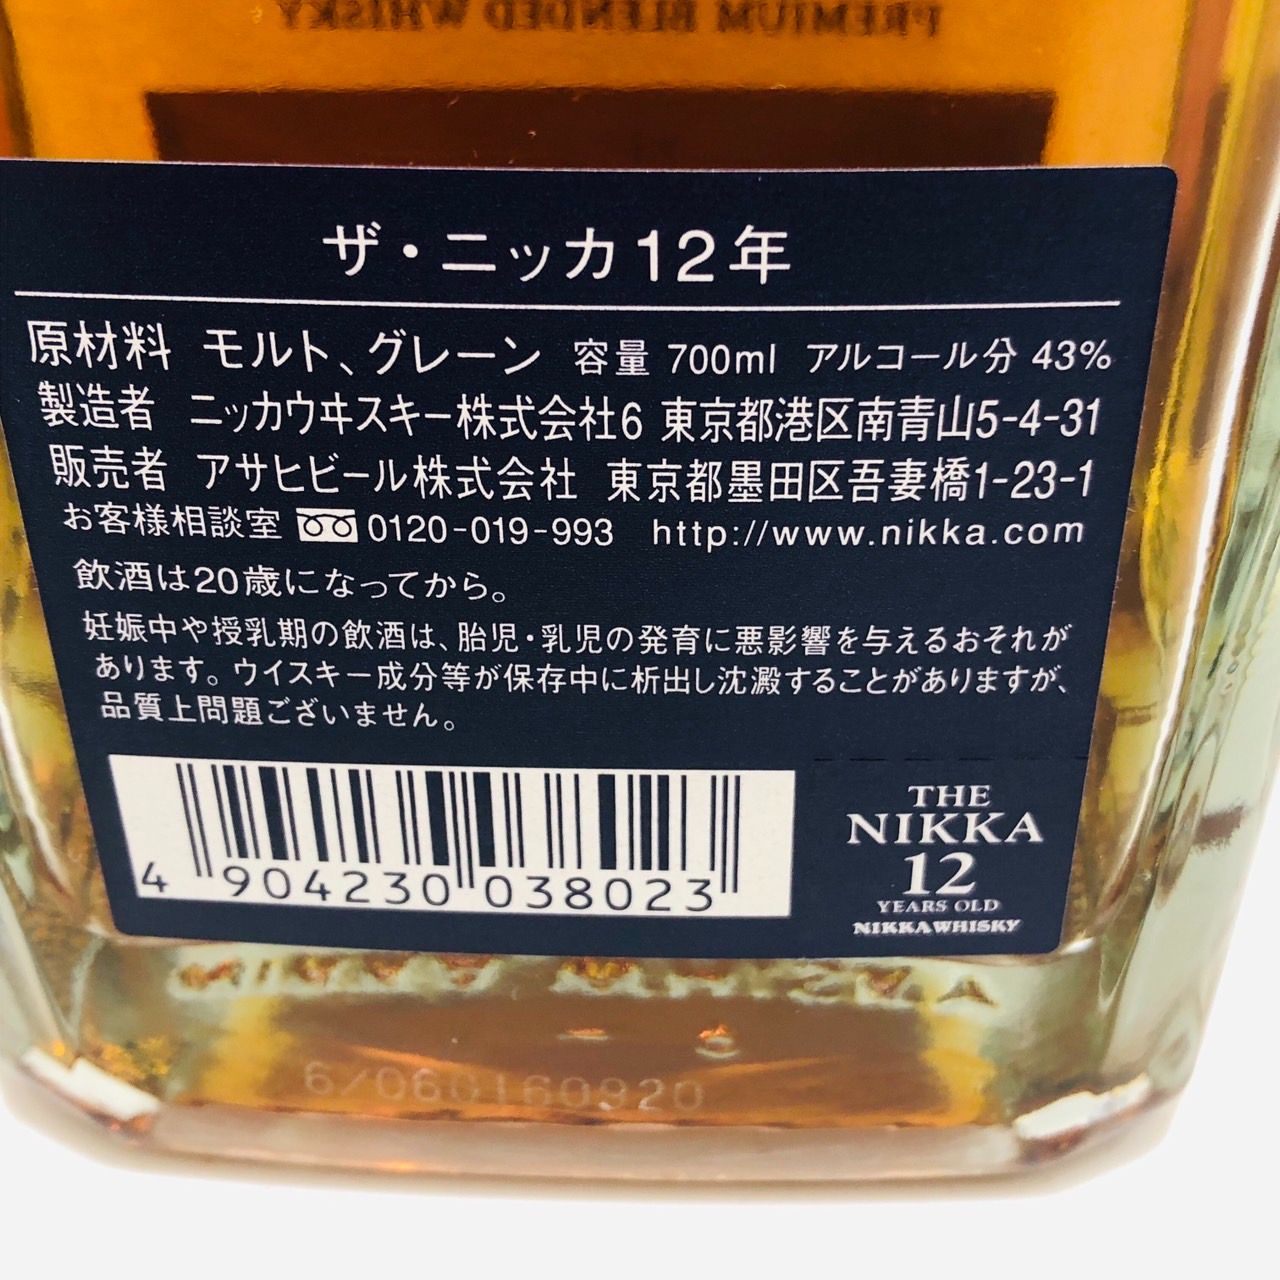 PREMIUM BLENDED WHISKY
ザ・ニッカ12年
原材料 モルト、グレーン 容量 700ml アルコール分 43%
製造者 ニッカウヰスキー株式会社6 東京都港区南青山5-4-31
販売者 アサヒビール株式会社 東京都墨田区吾妻橋1-23-1
お客様相談室 0120-019-993 http://www.nikka.com
飲酒は20歳になってから。
妊娠中や授乳期の飲酒は、胎児・乳児の発育に悪影響を与えるおそれが
あります。ウイスキー成分等が保存中に析出し沈澱することがありますが、
品質上問題ございません。
4 904230 038023
THE
NIKKA
12
YEARS OLD
NIKKA WHISKY
6/060160920